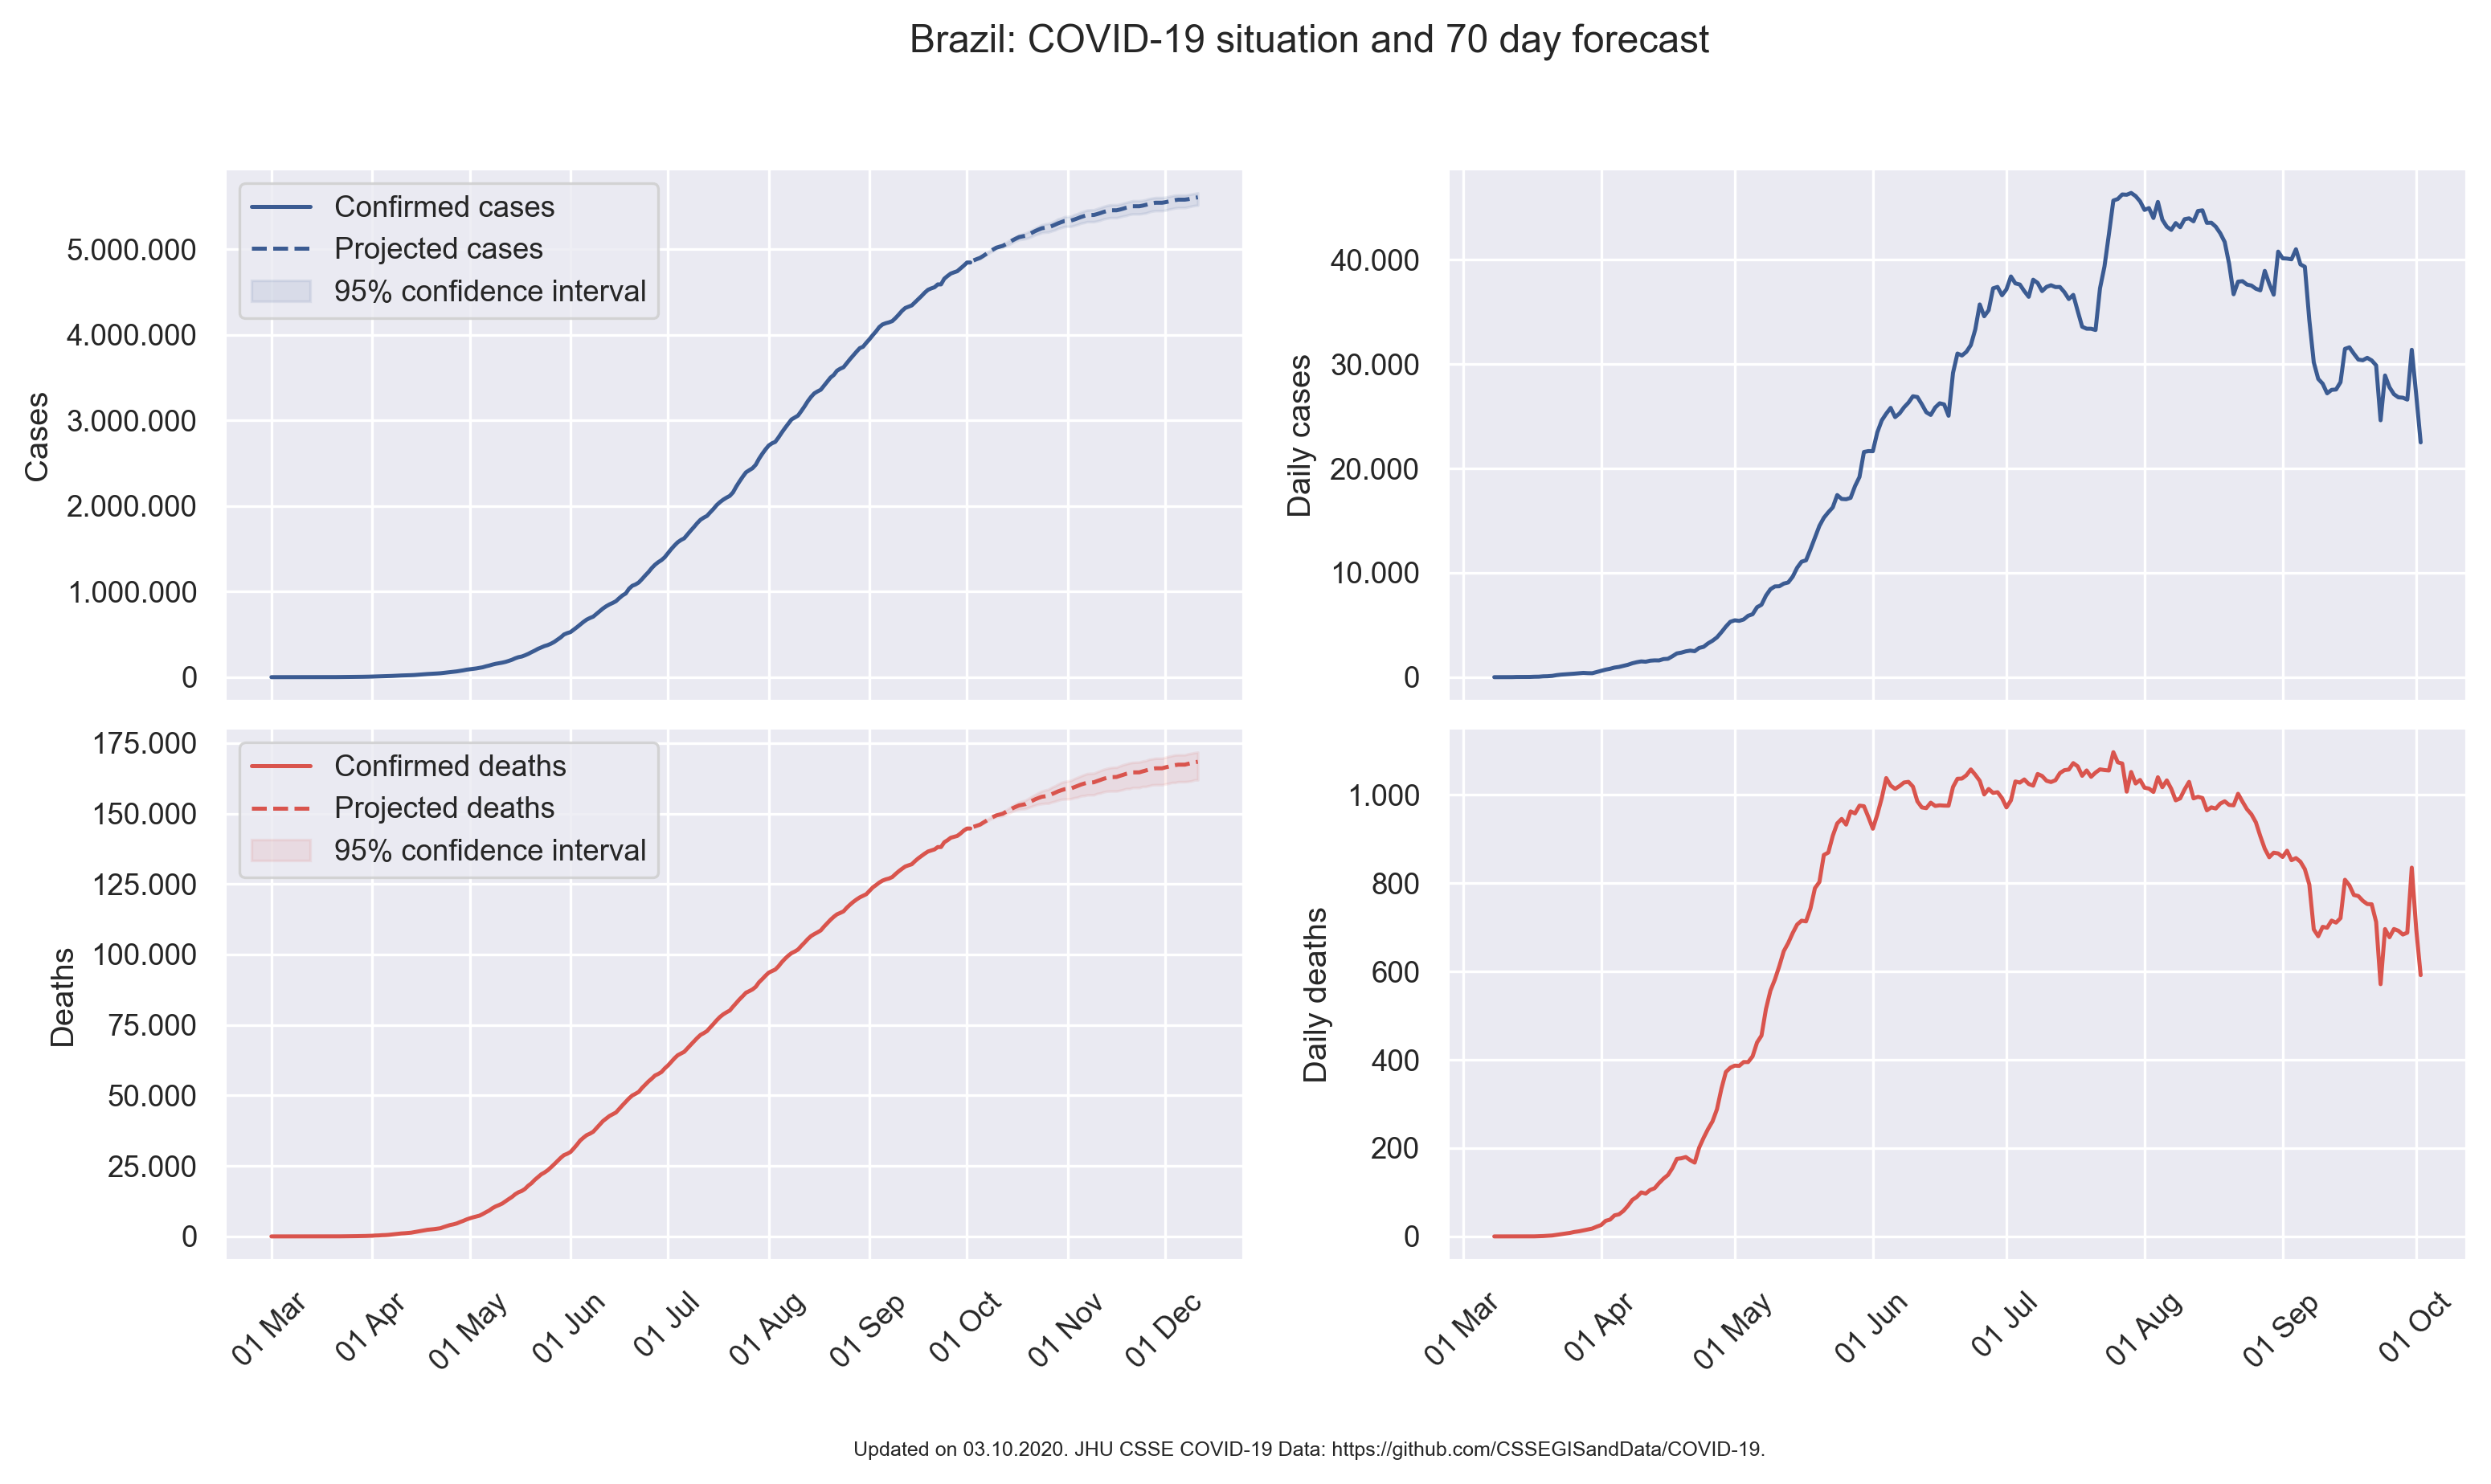 Brazil: COVID-19 situation and 70 day forecast
Confirmed cases
Projected cases
95% confidence interval
Cases
5.000.000
4.000.000
3.000.000
2.000.000
1.000.000
0
Daily cases
40.000
30.000
20.000
10.000
0
Confirmed deaths
Projected deaths
95% confidence interval
Deaths
175.000
150.000
125.000
100.000
75.000
50.000
25.000
0
01 Mar
01 Apr
01 May
01 Jun
01 Jul
01 Aug
01 Sep
01 Oct
01 Nov
01 Dec
Daily deaths
1.000
800
600
400
200
0
01 Mar
01 Apr
01 May
01 Jun
01 Jul
01 Aug
01 Sep
01 Oct
Updated on 03.10.2020. JHU CSSE COVID-19 Data: https://github.com/CSSEGISandData/COVID-19.